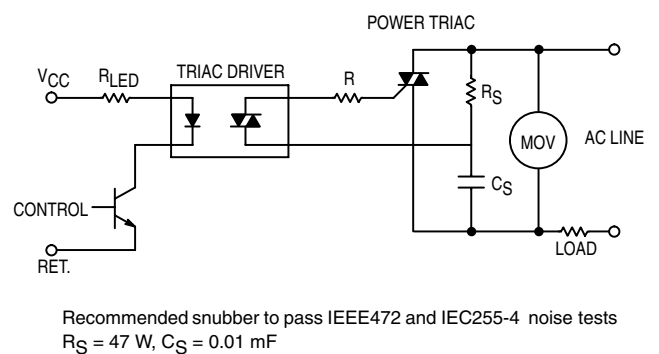 POWER TRIAC
VCC
RLED
TRIAC DRIVER
R
RS
MOV
AC LINE
CS
CONTROL
RET.
LOAD
Recommended snubber to pass IEEE472 and IEC255-4 noise tests
RS = 47 W, CS = 0.01 mF